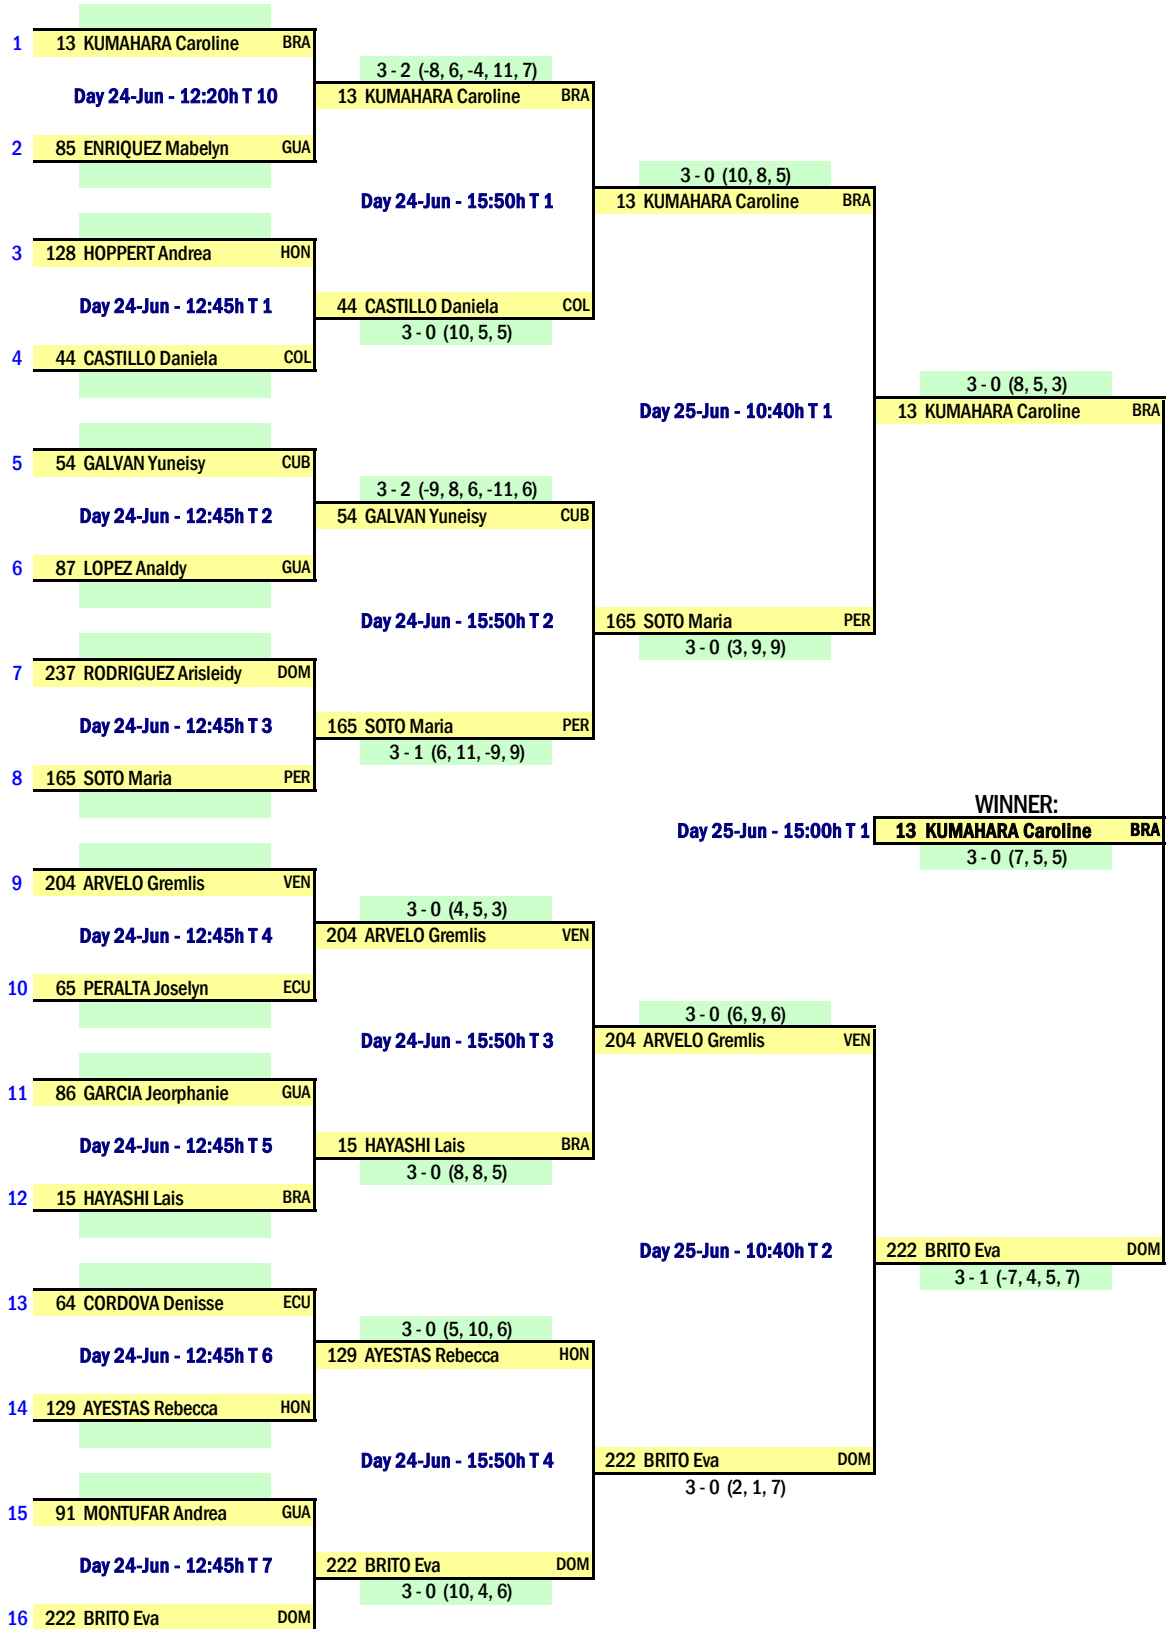 1 13 KUMAHARA Caroline BRA
3 - 2 (-8, 6, -4, 11, 7)
Day 24-Jun - 12:20h T 10
13 KUMAHARA Caroline BRA
2 85 ENRIQUEZ Mabelyn GUA
3 - 0 (10, 8, 5)
Day 24-Jun - 15:50h T 1
13 KUMAHARA Caroline BRA
3 128 HOPPERT Andrea HON
Day 24-Jun - 12:45h T 1
44 CASTILLO Daniela COL
3 - 0 (10, 5, 5)
4 44 CASTILLO Daniela COL
3 - 0 (8, 5, 3)
Day 25-Jun - 10:40h T 1
13 KUMAHARA Caroline BRA
5 54 GALVAN Yuneisy CUB
3 - 2 (-9, 8, 6, -11, 6)
Day 24-Jun - 12:45h T 2
54 GALVAN Yuneisy CUB
6 87 LOPEZ Analdy GUA
Day 24-Jun - 15:50h T 2
165 SOTO Maria PER
3 - 0 (3, 9, 9)
7 237 RODRIGUEZ Arisleidy DOM
Day 24-Jun - 12:45h T 3
165 SOTO Maria PER
3 - 1 (6, 11, -9, 9)
8 165 SOTO Maria PER
WINNER:
Day 25-Jun - 15:00h T 1
13 KUMAHARA Caroline BRA
3 - 0 (7, 5, 5)
9 204 ARVELO Gremlis VEN
3 - 0 (4, 5, 3)
Day 24-Jun - 12:45h T 4
204 ARVELO Gremlis VEN
10 65 PERALTA Joselyn ECU
3 - 0 (6, 9, 6)
Day 24-Jun - 15:50h T 3
204 ARVELO Gremlis VEN
11 86 GARCIA Jeorphanie GUA
Day 24-Jun - 12:45h T 5
15 HAYASHI Lais BRA
3 - 0 (8, 8, 5)
12 15 HAYASHI Lais BRA
Day 25-Jun - 10:40h T 2
222 BRITO Eva DOM
3 - 1 (-7, 4, 5, 7)
13 64 CORDOVA Denisse ECU
3 - 0 (5, 10, 6)
Day 24-Jun - 12:45h T 6
129 AYESTAS Rebecca HON
14 129 AYESTAS Rebecca HON
Day 24-Jun - 15:50h T 4
222 BRITO Eva DOM
3 - 0 (2, 1, 7)
15 91 MONTUFAR Andrea GUA
Day 24-Jun - 12:45h T 7
222 BRITO Eva DOM
3 - 0 (10, 4, 6)
16 222 BRITO Eva DOM